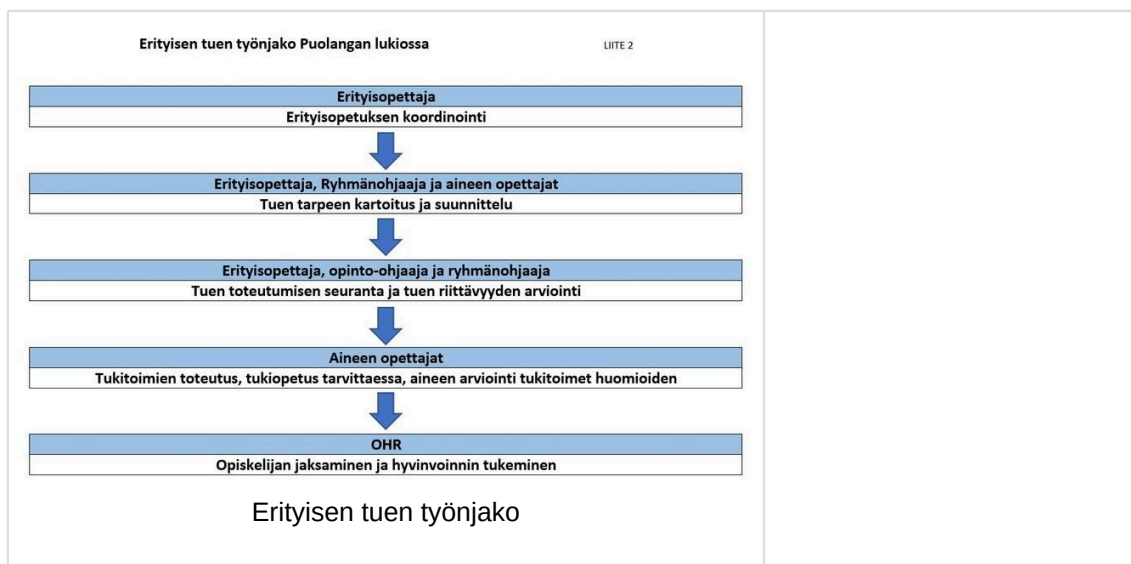 Erityisen tuen työnjako Puolangan lukiossa LIITE 2
Erityisopettaja
Erityisopetuksen koordinointi
Erityisopettaja, Ryhmänohjaaja ja aineen opettajat
Tuen tarpeen kartoitus ja suunnittelu
Erityisopettaja, opinto-ohjaaja ja ryhmänohjaaja
Tuen toteutumisen seuranta ja tuen riittävyyden arviointi
Aineen opettajat
Tukitoimien toteutus, tukiopetus tarvittaessa, aineen arviointi tukitoimet huomioiden
OHR
Opiskelijan jaksaminen ja hyvinvoinnin tukeminen
Erityisen tuen työnjako